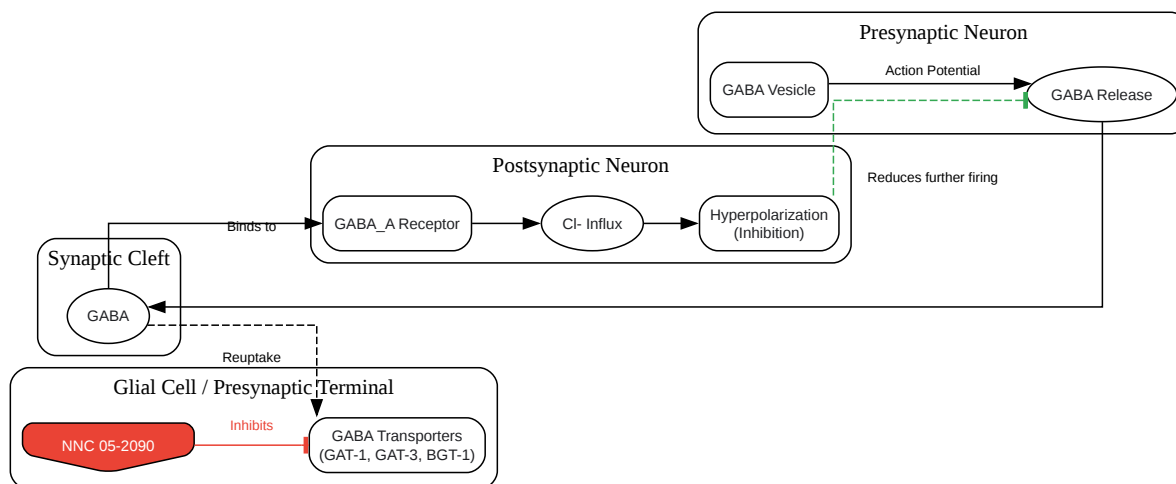 Presynaptic Neuron
Action Potential
GABA Vesicle
GABA Release
Postsynaptic Neuron
Reduces further firing
Binds to
GABA_A Receptor
Cl- Influx
Hyperpolarization
(Inhibition)
Synaptic Cleft
GABA
Reuptake
Glial Cell / Presynaptic Terminal
NNC 05-2090
Inhibits
GABA Transporters
(GAT-1, GAT-3, BGT-1)